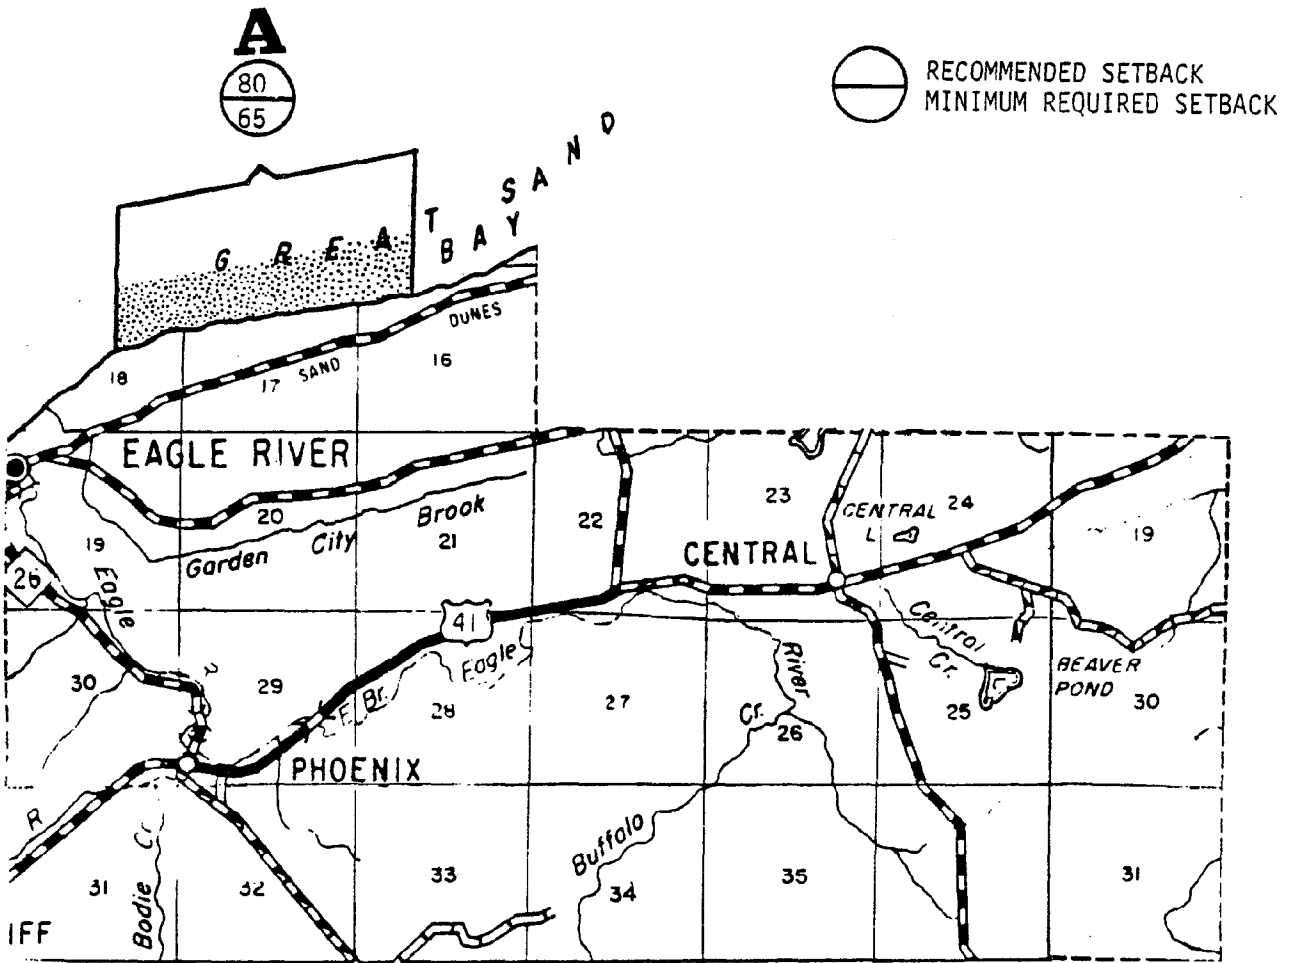 A
80
65
RECOMMENDED SETBACK
MINIMUM REQUIRED SETBACK
GREAT SAND
BAY
DUNES
SAND
18
17
16
EAGLE RIVER
20
Garden City Brook
21
22
23
24
CENTRAL
L
CENTRAL
19
19
26
Eagle
41
Eagle
E. Br.
River
Central
Cr.
BEAVER
POND
30
29
28
27
Cr.
26
25
30
PHOENIX
R
Bodie Cr.
Buffalo
31
32
33
34
35
31
IFF